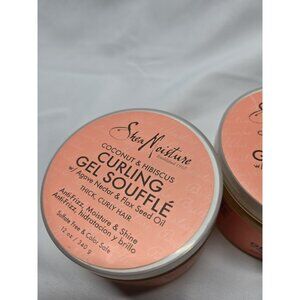 SheaMoisture
COCONUT & HIBISCUS
CURLING
GEL SOUFFLÉ
w/ Agave Nectar & Flax Seed Oil
THICK, CURLY HAIR
Anti-Frizz, Moisture & Shine
Anti-Frizz, hidratación y brillo
Sulfate Free & Color Safe
12 oz / 340 g